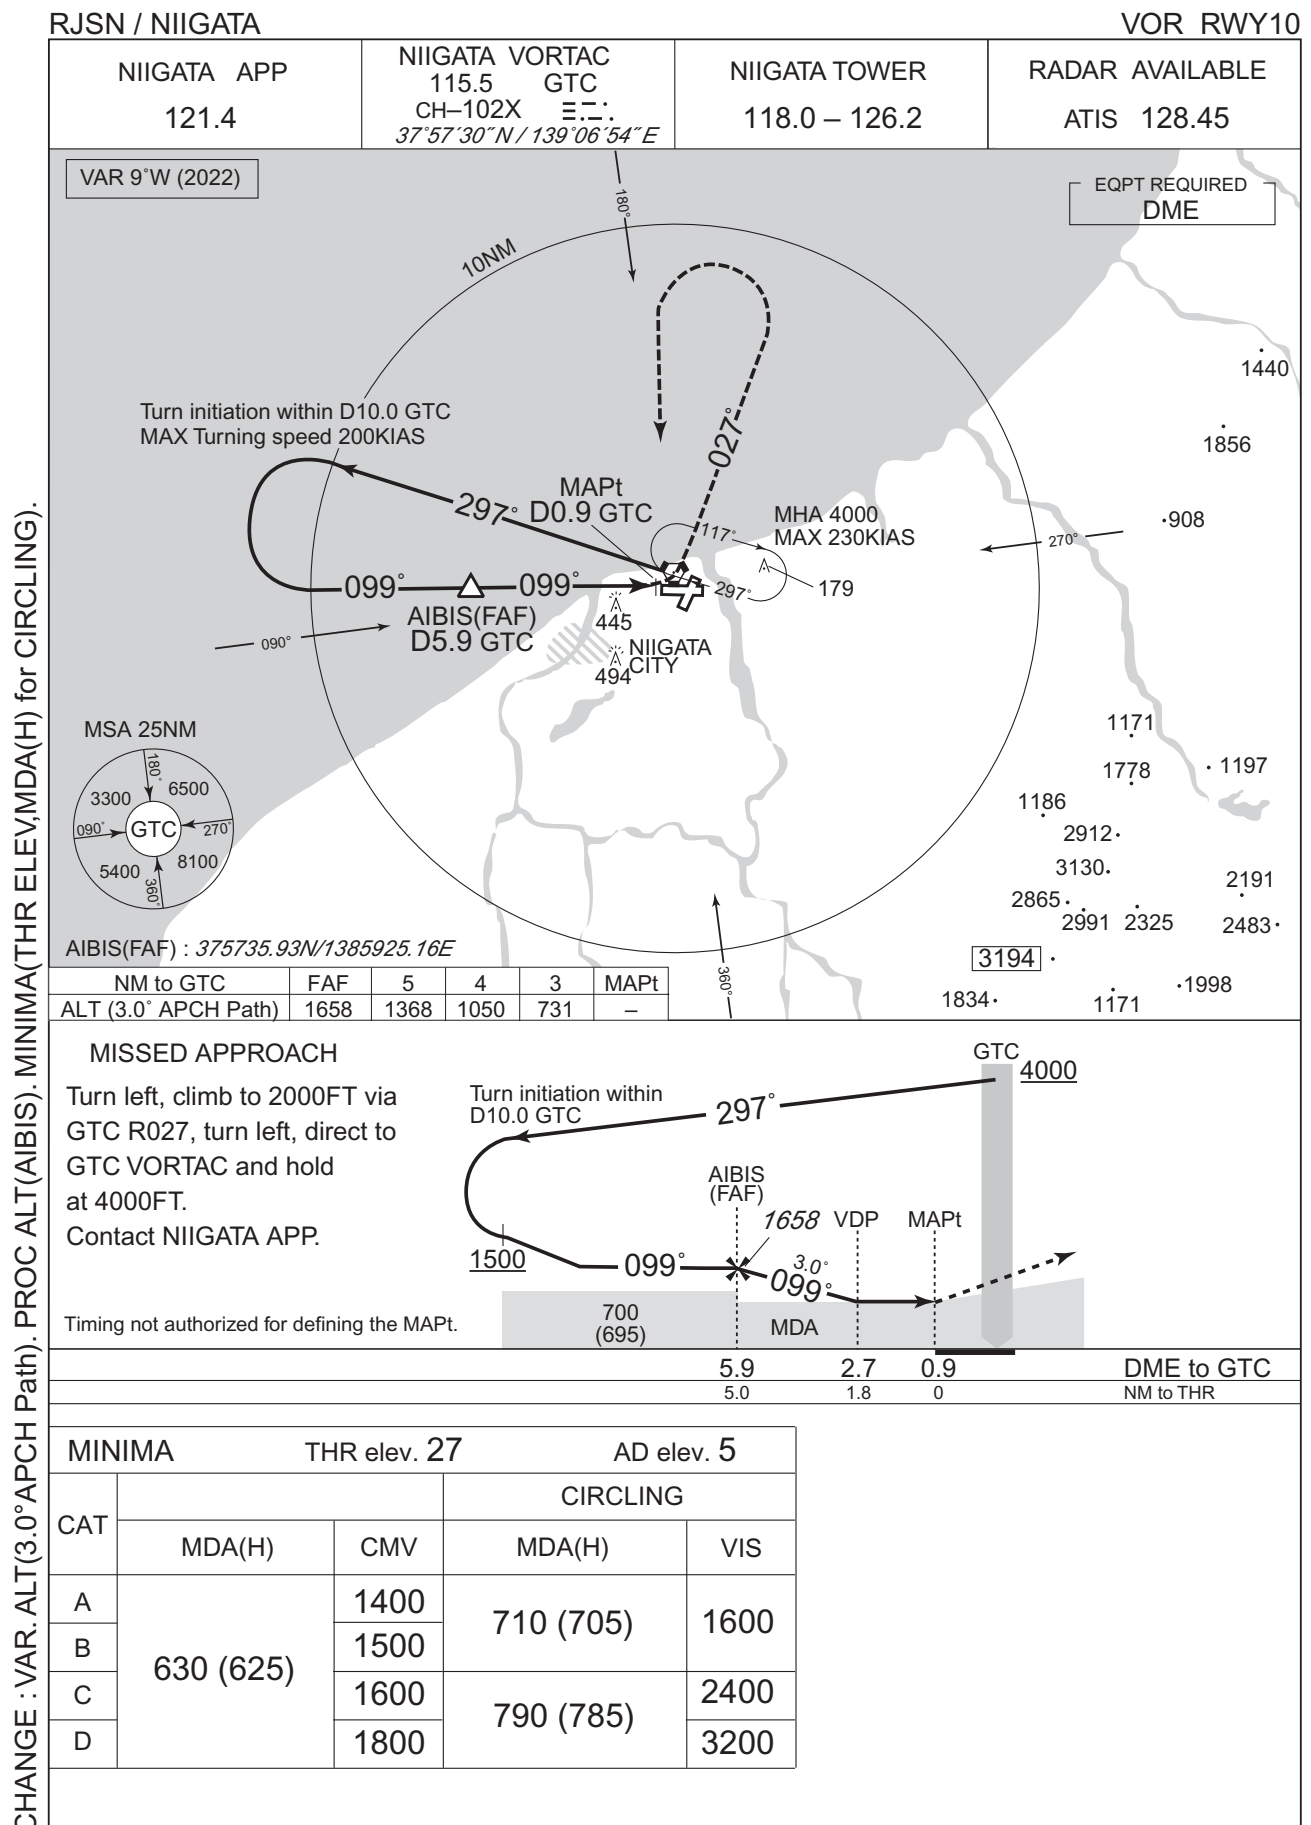 RJSN / NIIGATA
VOR RWY10
NIIGATA APP
121.4
NIIGATA VORTAC
115.5 GTC
CH–102X
37°57´30˝N / 139°06´54˝E
NIIGATA TOWER
118.0 – 126.2
RADAR AVAILABLE
ATIS 128.45
VAR 9°W (2022)
EQPT REQUIRED
DME
180°
10NM
1440
1856
908
Turn initiation within D10.0 GTC
MAX Turning speed 200KIAS
027°
297°
MAPt
D0.9 GTC
117°
MHA 4000
MAX 230KIAS
270°
297°
179
099°
099°
AIBIS(FAF)
D5.9 GTC
445
090°
NIIGATA
CITY
494
MSA 25NM
180°
3300
6500
090°
GTC
270°
5400
8100
360°
1171
1778
1197
1186
2912
3130
2865
2991
2325
2191
2483
3194
1834
1171
1998
360°
AIBIS(FAF) : 375735.93N/1385925.16E
NM to GTC FAF 5 4 3 MAPt
ALT (3.0° APCH Path) 1658 1368 1050 731 –
MISSED APPROACH
Turn left, climb to 2000FT via
GTC R027, turn left, direct to
GTC VORTAC and hold
at 4000FT.
Contact NIIGATA APP.
Timing not authorized for defining the MAPt.
GTC
4000
Turn initiation within
D10.0 GTC
297°
AIBIS
(FAF)
1658
VDP
MAPt
1500
099°
3.0°
099°
700
(695)
MDA
5.9 2.7 0.9 DME to GTC
5.0 1.8 0 NM to THR
MINIMA THR elev. 27 AD elev. 5
CAT
CIRCLING
MDA(H) CMV MDA(H) VIS
A 1400
B 1500
C 1600
D 1800
630 (625)
710 (705) 1600
790 (785) 2400
3200
CHANGE : VAR. ALT(3.0°APCH Path). PROC ALT(AIBIS). MINIMA(THR ELEV,MDA(H) for CIRCLING).